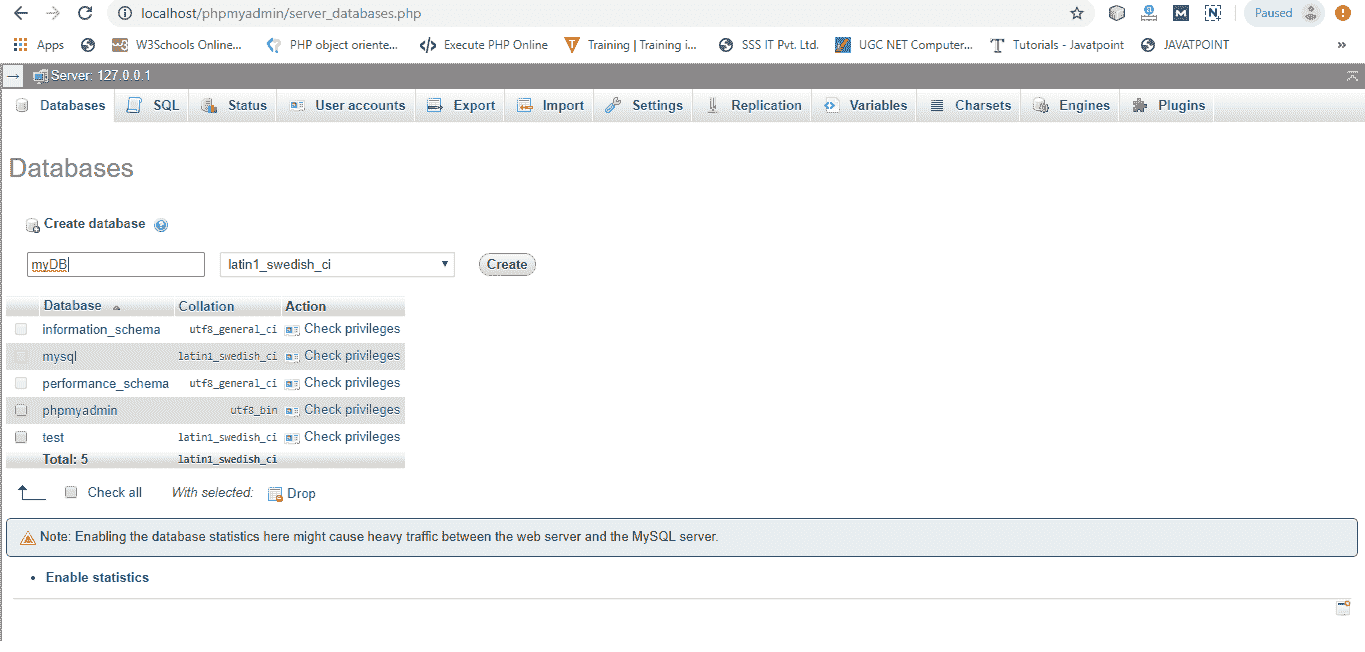 localhost/phpmyadmin/server_databases.php Paused
Apps W3Schools Online... PHP object oriente... Execute PHP Online Training | Training i... SSS IT Pvt. Ltd. UGC NET Computer... Tutorials - Javatpoint JAVATPOINT »
Server: 127.0.0.1
Databases SQL Status User accounts Export Import Settings Replication Variables Charsets Engines Plugins
Databases
Create database
myDB latin1_swedish_ci Create
Database Collation Action
information_schema utf8_general_ci Check privileges
mysql latin1_swedish_ci Check privileges
performance_schema utf8_general_ci Check privileges
phpmyadmin utf8_bin Check privileges
test latin1_swedish_ci Check privileges
Total: 5 latin1_swedish_ci
Check all With selected: Drop
Note: Enabling the database statistics here might cause heavy traffic between the web server and the MySQL server.
• Enable statistics